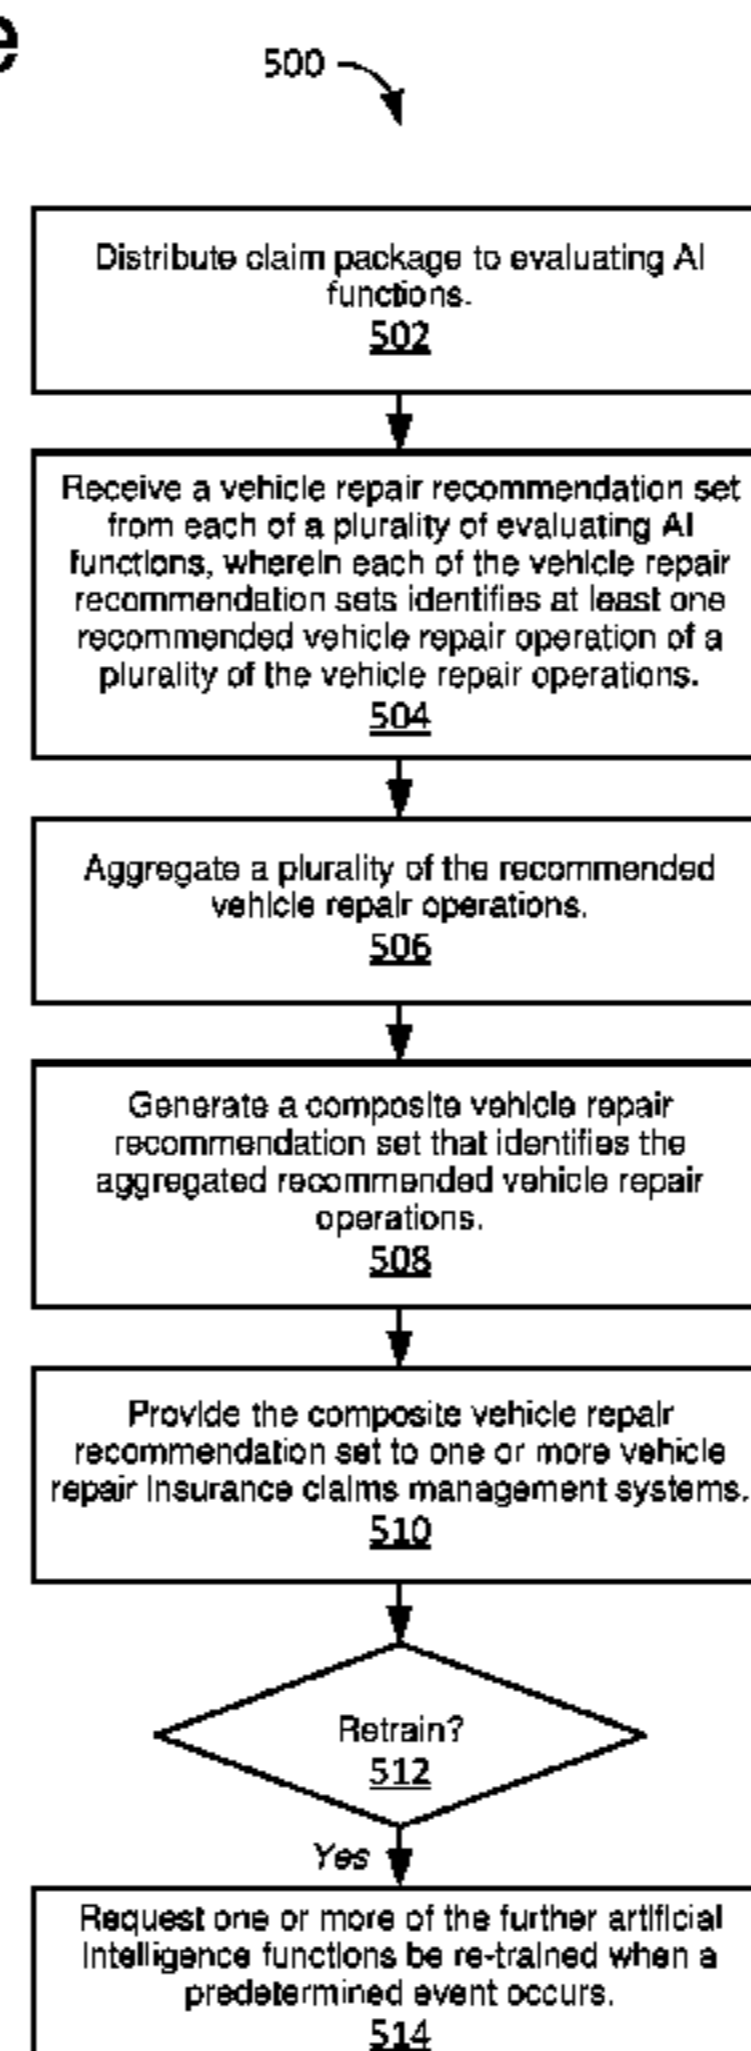 e
500
Distribute claim package to evaluating AI
functions.
502
Receive a vehicle repair recommendation set
from each of a plurality of evaluating AI
functions, wherein each of the vehicle repair
recommendation sets identifies at least one
recommended vehicle repair operation of a
plurality of the vehicle repair operations.
504
Aggregate a plurality of the recommended
vehicle repair operations.
506
Generate a composite vehicle repair
recommendation set that identifies the
aggregated recommended vehicle repair
operations.
508
Provide the composite vehicle repair
recommendation set to one or more vehicle
repair insurance claims management systems.
510
Retrain?
512
Yes
Request one or more of the further artificial
intelligence functions be re-trained when a
predetermined event occurs.
514